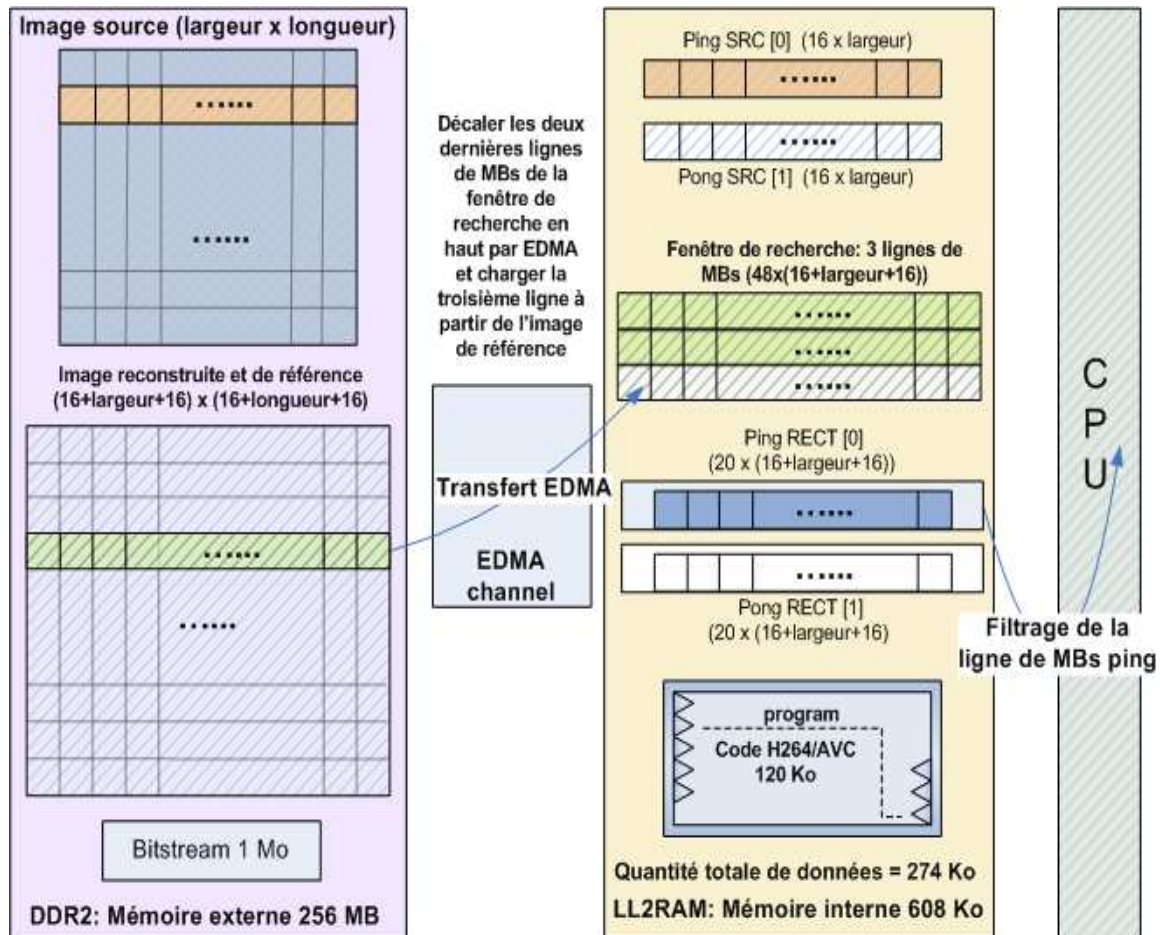 Image source (largeur x longueur)
Image reconstruite et de référence
(16+largeur+16) x (16+longueur+16)
Bitstream 1 Mo
DDR2: Mémoire externe 256 MB
Décaler les deux
dernières lignes
de MBs de la
fenêtre de
recherche en
haut par EDMA
et charger la
troisième ligne à
partir de l'image
de référence
Transfert EDMA
EDMA
channel
Ping SRC [0] (16 x largeur)
Pong SRC [1] (16 x largeur)
Fenêtre de recherche: 3 lignes de
MBs (48x(16+largeur+16))
Ping RECT [0]
(20 x (16+largeur+16))
Pong RECT [1]
(20 x (16+largeur+16)
program
Code H264/AVC
120 Ko
Quantité totale de données = 274 Ko
LL2RAM: Mémoire interne 608 Ko
CPU
Filtrage de la
ligne de MBs ping